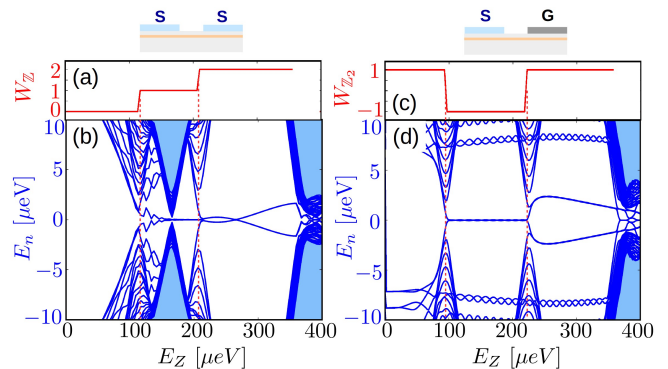 S S
S G
W_ℤ
2
1
0
(a)
W_ℤ₂
1
−1
(c)
E_n [µeV]
10
5
0
−5
−10
(b)
E_n [µeV]
10
5
0
−5
−10
(d)
0 100 200 300 400
E_Z [µeV]
0 100 200 300 400
E_Z [µeV]